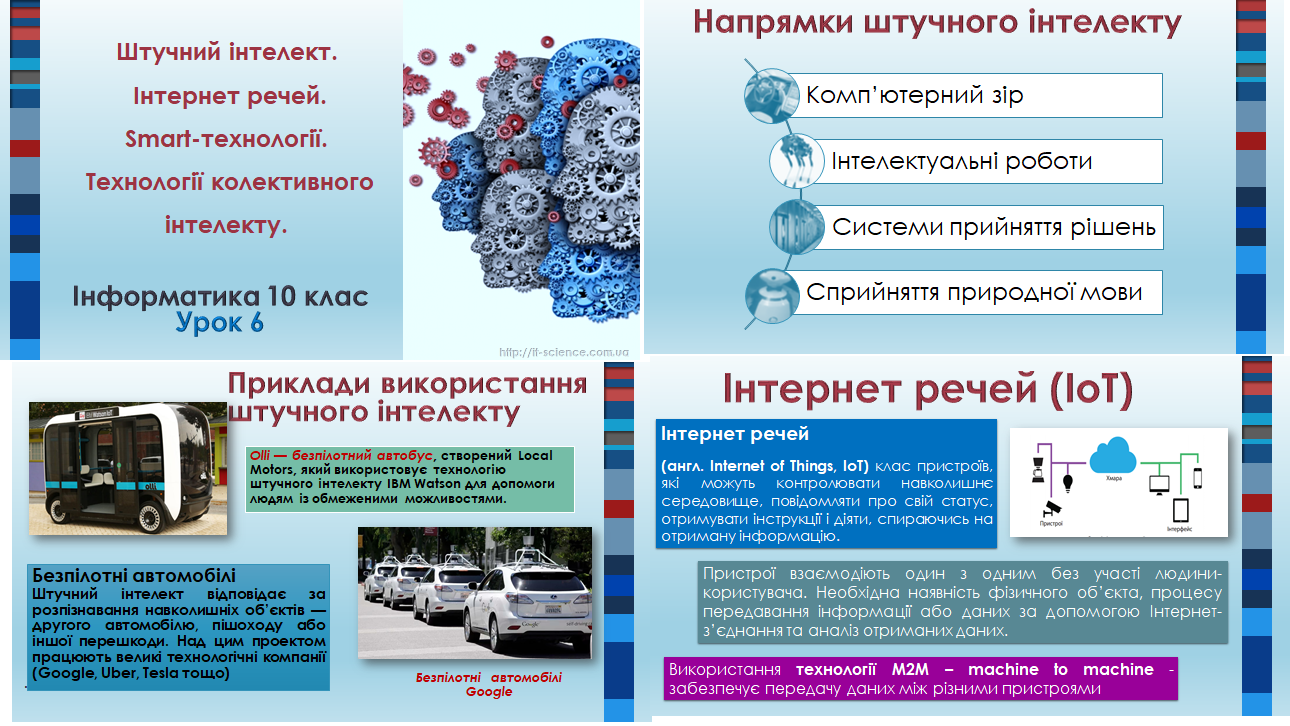 Штучний інтелект.
Інтернет речей.
Smart-технології.
Технології колективного
інтелекту.
Інформатика 10 клас
Урок 6
http://it-science.com.ua
Напрямки штучного інтелекту
Комп’ютерний зір
Інтелектуальні роботи
Системи прийняття рішень
Сприйняття природної мови
Приклади використання
штучного інтелекту
Watson IoT
olli
Olli — безпілотний автобус, створений Local
Motors, який використовує технологію
штучного інтелекту IBM Watson для допомоги
людям із обмеженими можливостями.
Безпілотні автомобілі
Штучний інтелект відповідає за
розпізнавання навколишніх об’єктів —
другого автомобілю, пішоходу або
іншої перешкоди. Над цим проектом
працюють великі технологічні компанії
(Google, Uber, Tesla тощо)
Google
Безпілотні автомобілі
Google
Інтернет речей (IoT)
Інтернет речей
(англ. Internet of Things, IoT) клас пристроїв,
які можуть контролювати навколишнє
середовище, повідомляти про свій статус,
отримувати інструкції і діяти, спираючись на
отриману інформацію.
Хмара
Пристрої
Інтерфейс
Пристрої взаємодіють один з одним без участі людини-
користувача. Необхідна наявність фізичного об’єкта, процесу
передавання інформації або даних за допомогою Інтернет-
з’єднання та аналіз отриманих даних.
Використання технології M2M – machine to machine -
забезпечує передачу даних між різними пристроями